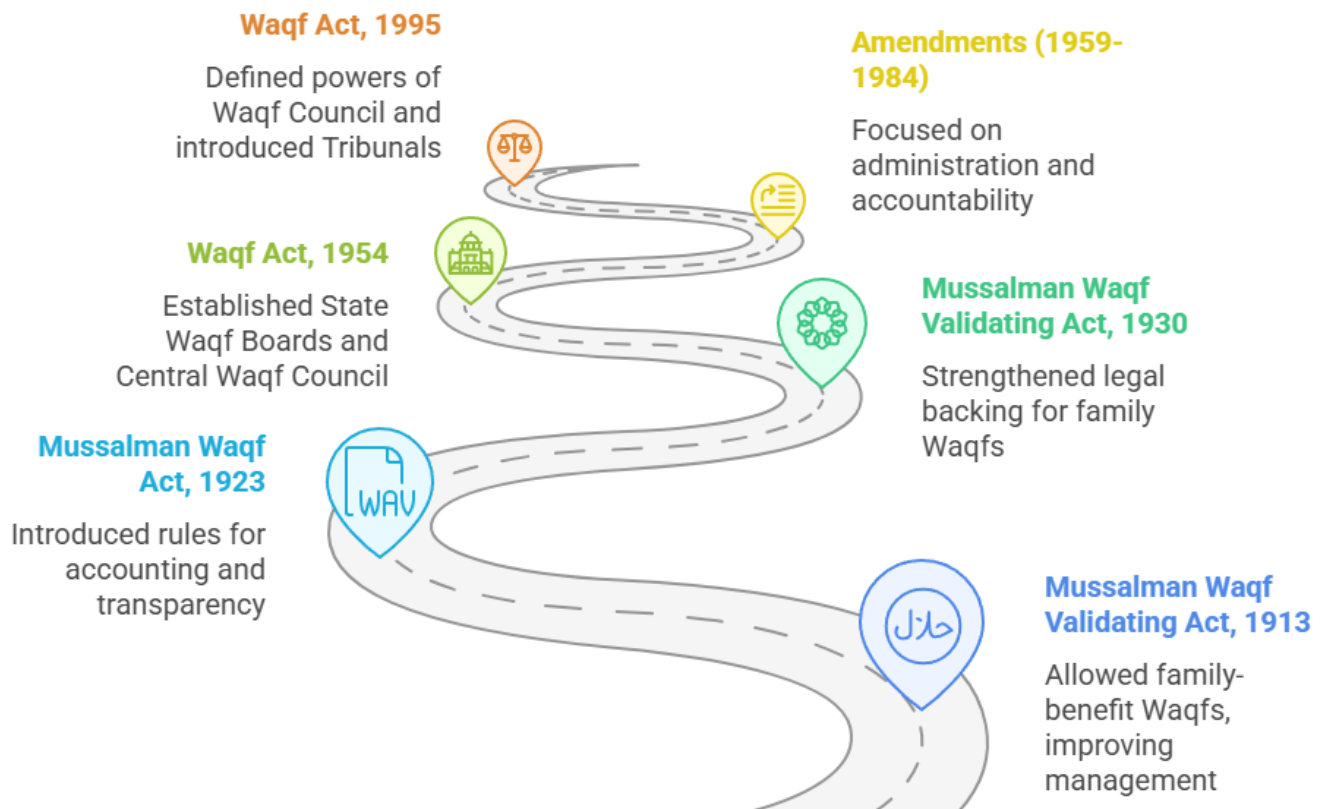 Waqf Act, 1995
Defined powers of
Waqf Council and
introduced Tribunals
Amendments (1959-
1984)
Focused on
administration and
accountability
Waqf Act, 1954
Established State
Waqf Boards and
Central Waqf Council
Mussalman Waqf
Validating Act, 1930
Strengthened legal
backing for family
Waqfs
Mussalman Waqf
Act, 1923
Introduced rules for
accounting and
transparency
WAV
Mussalman Waqf
Validating Act, 1913
Allowed family-
benefit Waqfs,
improving
management
حلال